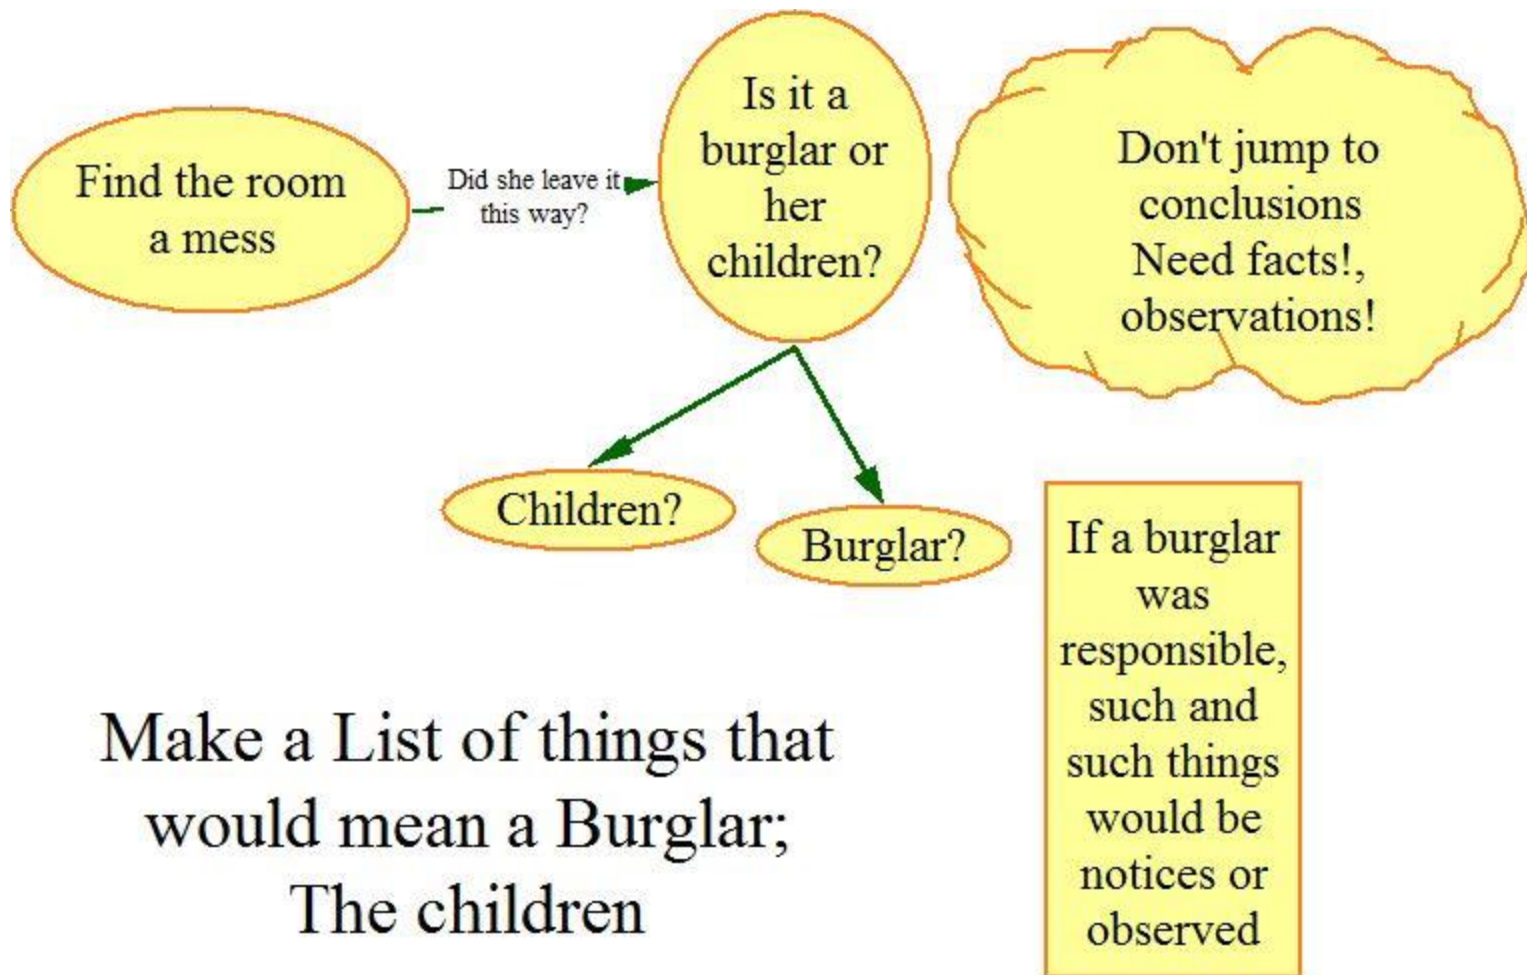 Find the room
a mess
Did she leave it
this way?
Is it a
burglar or
her
children?
Don't jump to
conclusions
Need facts!,
observations!
Children?
Burglar?
If a burglar
was
responsible,
such and
such things
would be
notices or
observed
Make a List of things that
would mean a Burglar;
The children